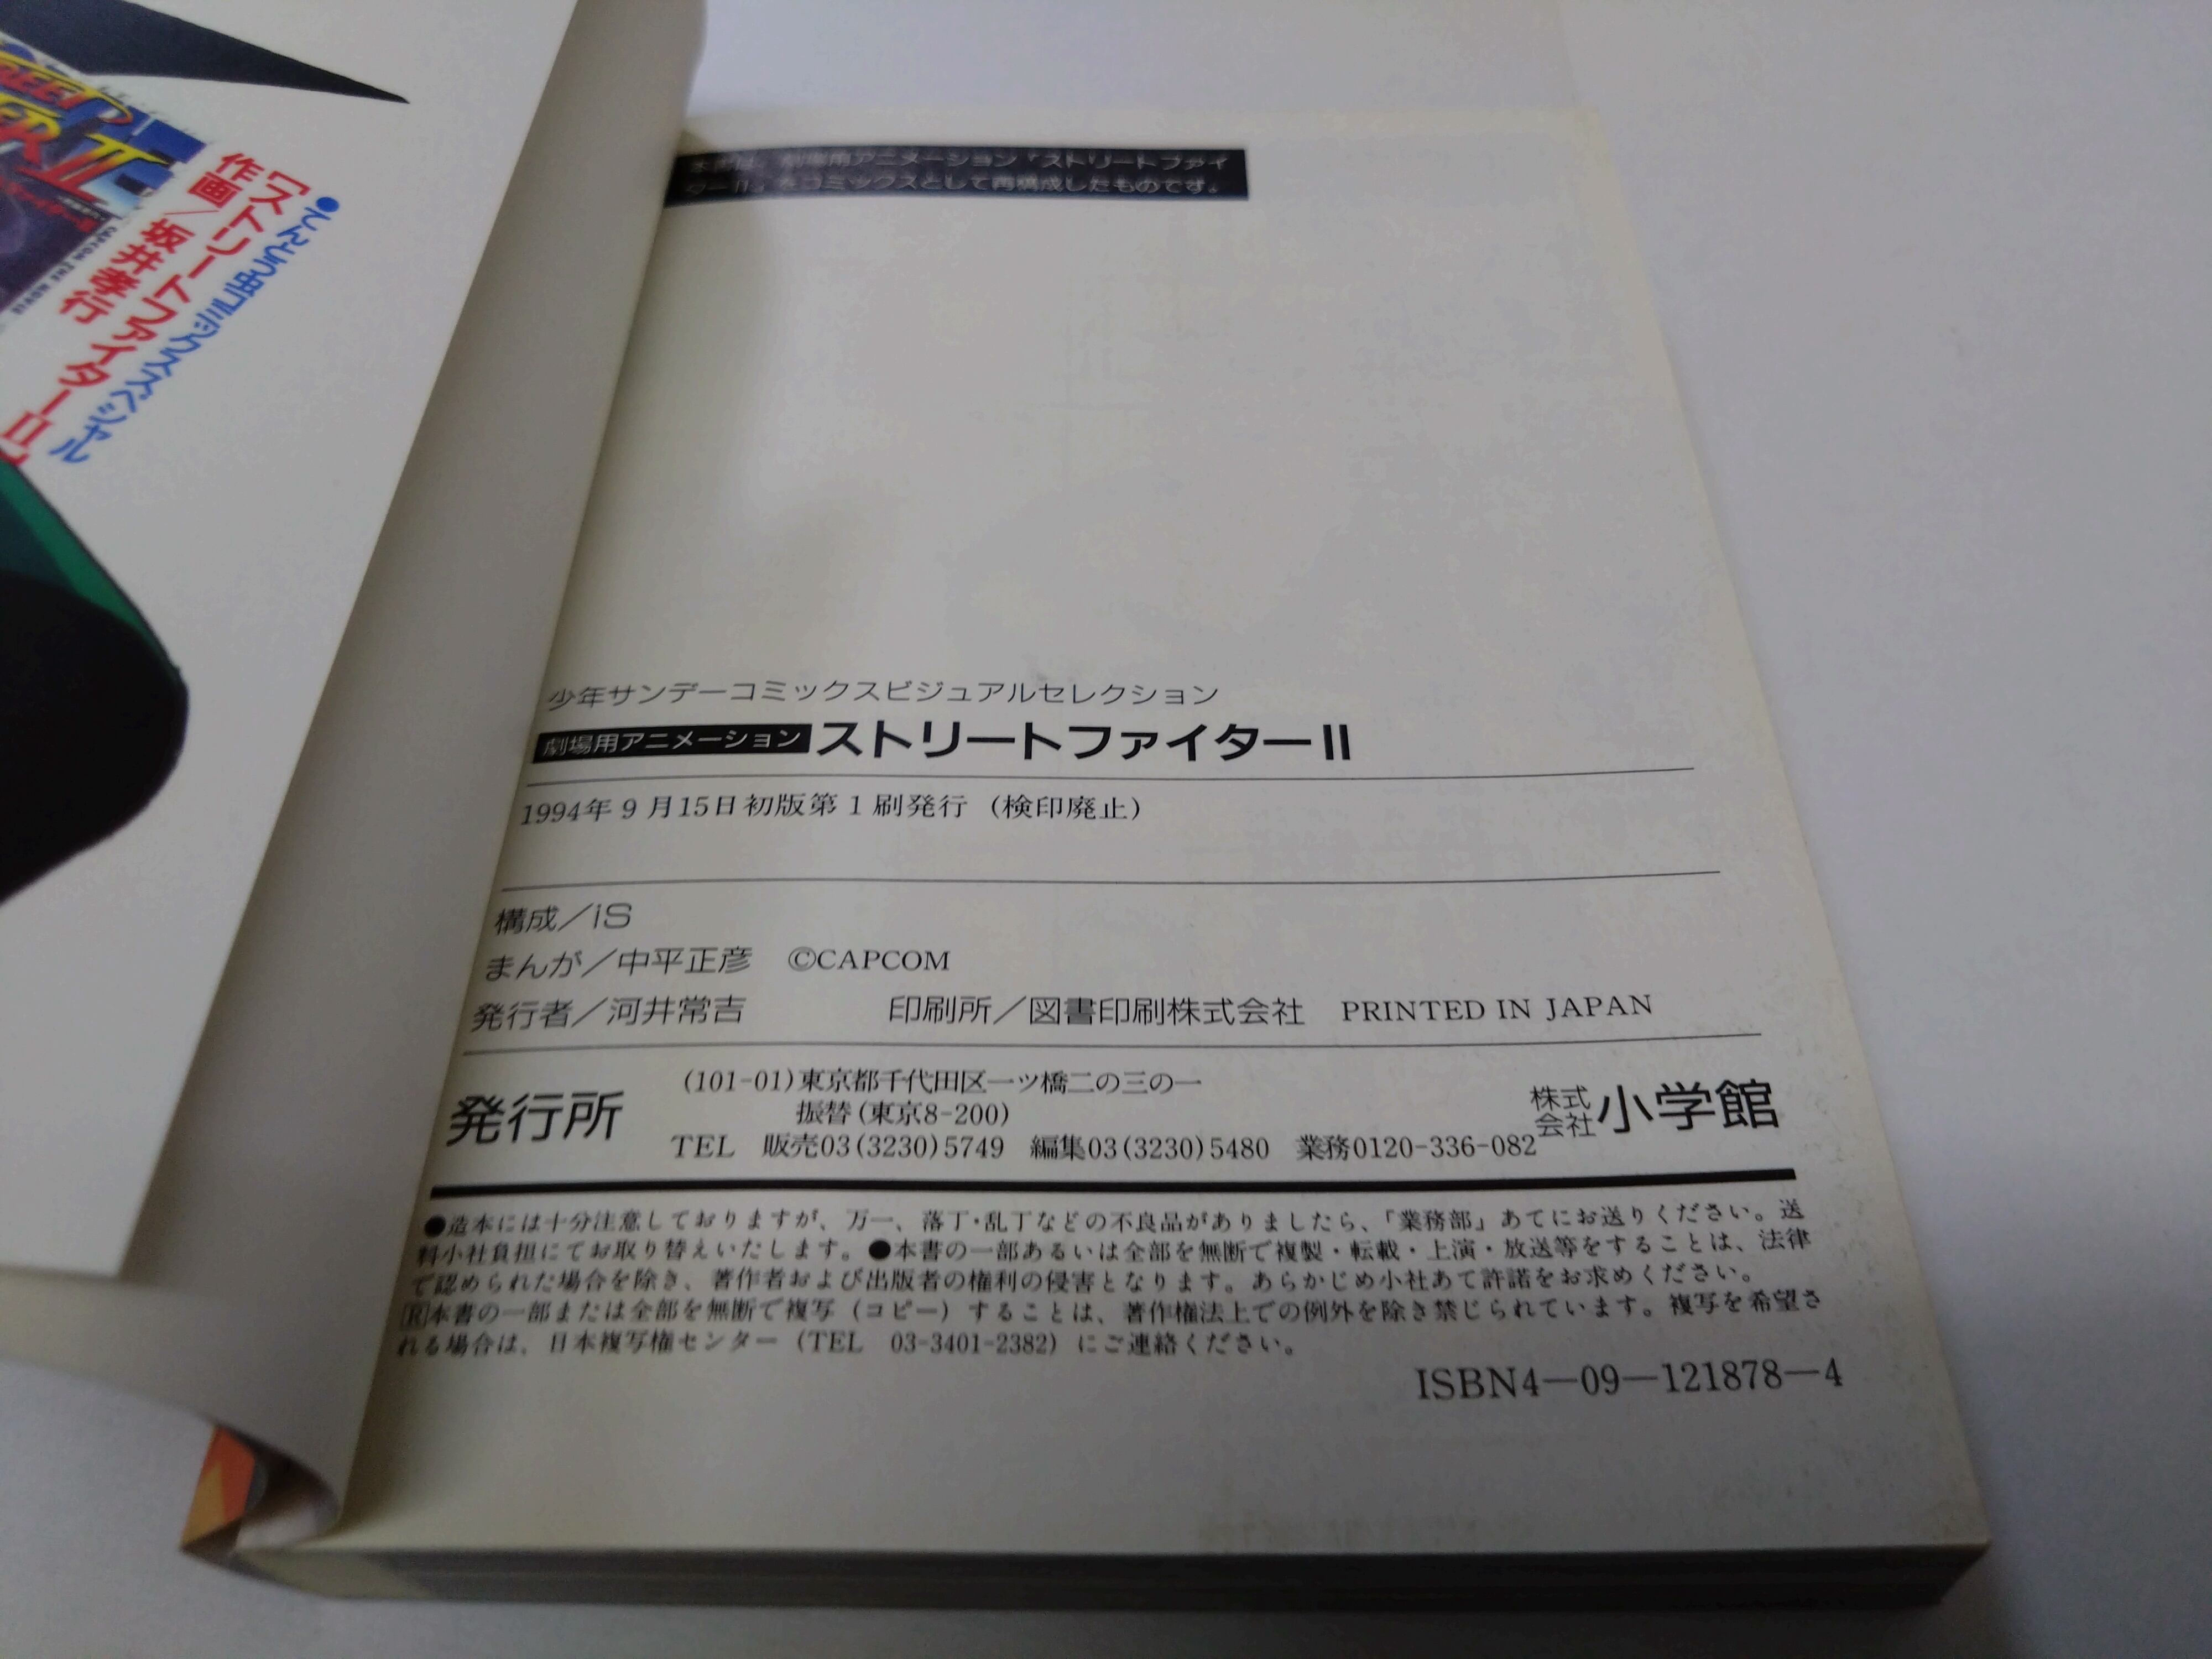 REET
ER II
CAPCOM THE MOVIE
●てんとう虫コミックススペシャル
『ストリートファイターII』
作画/坂井孝行
本書は、劇場用アニメーション『ストリートファイ
ターII』をコミックスとして再構成したものです。
少年サンデーコミックスビジュアルセレクション
劇場用アニメーション ストリートファイターII
1994年9月15日初版第1刷発行 (検印廃止)
構成/iS
まんが/中平正彦 ©CAPCOM
発行者/河井常吉 印刷所/図書印刷株式会社 PRINTED IN JAPAN
発行所
(101-01)東京都千代田区一ツ橋二の三の一
振替(東京8-200)
TEL 販売03(3230)5749 編集03(3230)5480 業務0120-336-082
株式会社 小学館
●造本には十分注意しておりますが、万一、落丁・乱丁などの不良品がありましたら、「業務部」あてにお送りください。送
料小社負担にてお取り替えいたします。●本書の一部あるいは全部を無断で複製・転載・上演・放送等をすることは、法律
で認められた場合を除き、著作者および出版者の権利の侵害となります。あらかじめ小社あて許諾をお求めください。
R本書の一部または全部を無断で複写(コピー)することは、著作権法上での例外を除き禁じられています。複写を希望さ
れる場合は、日本複写権センター(TEL 03-3401-2382)にご連絡ください。
ISBN4—09—121878—4